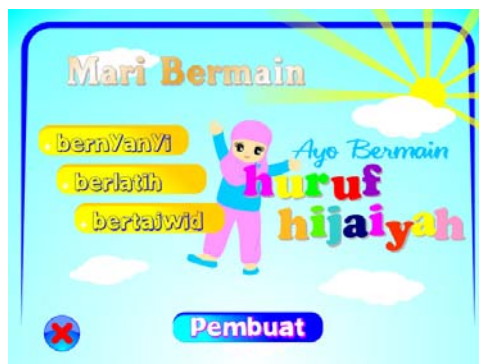 Mari Bermain
bernYanYi
berlatih
bertajwid
Ayo Bermain
huruf
hijaiyah
Pembuat